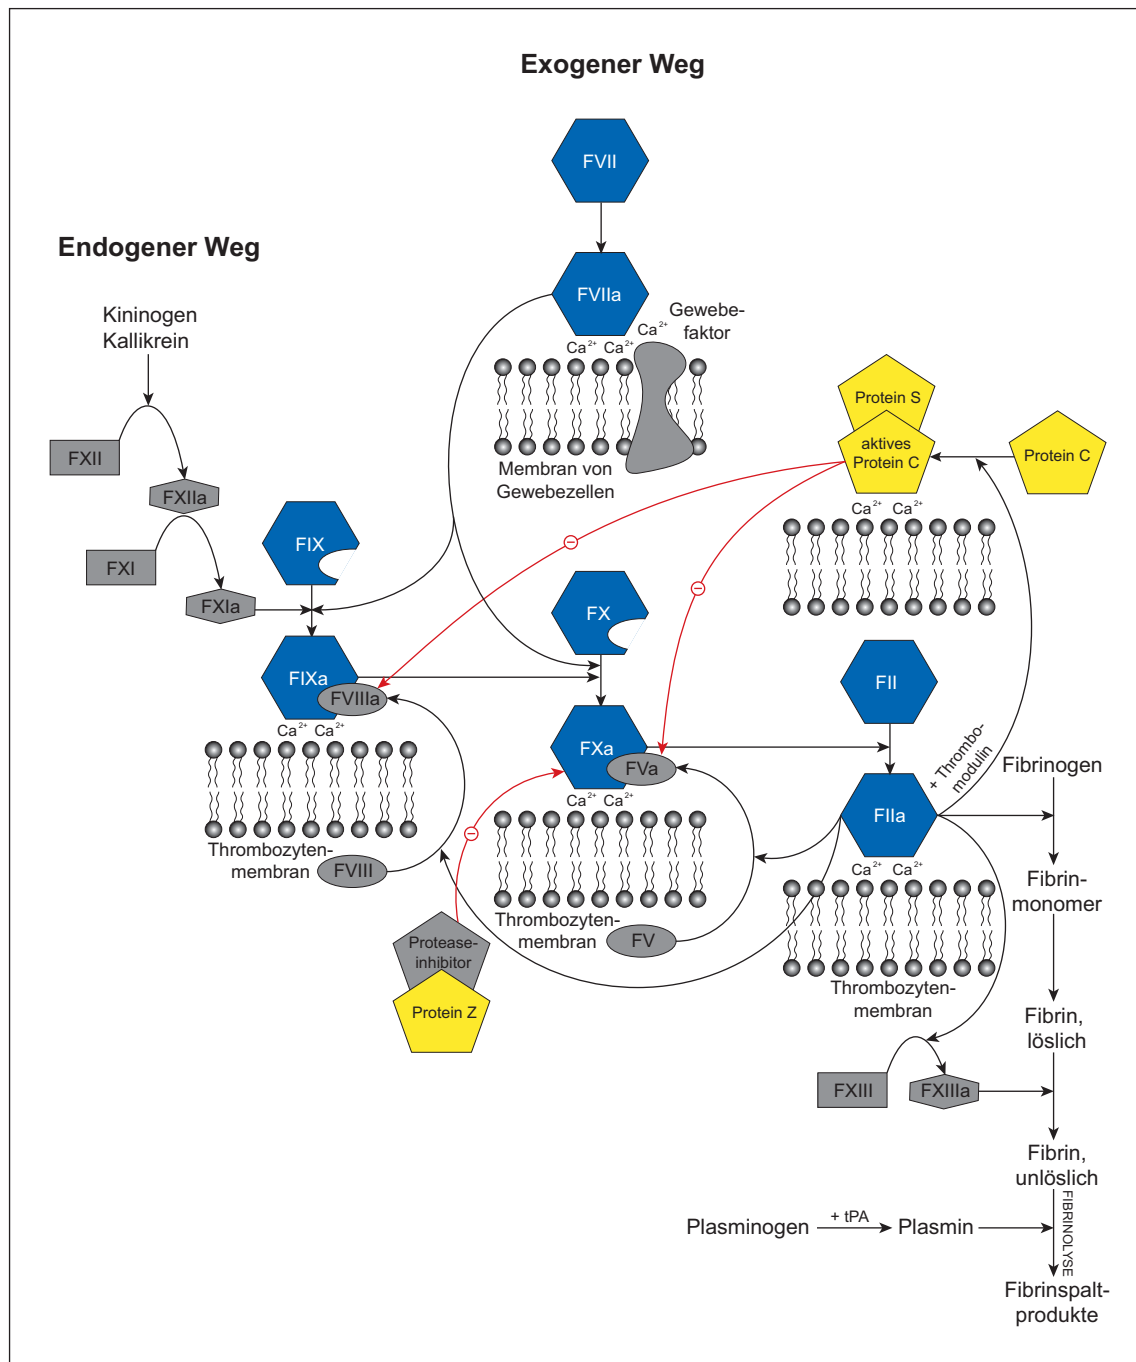 Exogener Weg
FVII
Endogener Weg
FVIIa
Gewebe-
faktor
Ca2+
Ca2+ Ca2+
Kininogen
Kallikrein
Protein S
aktives
Protein C
Protein C
FXII
Membran von
Gewebezellen
FXIIa
Ca2+ Ca2+
FIX
FXI
FXIa
FX
FIXa
FVIIIa
FII
Ca2+ Ca2+
FXa
FVa
+ Thrombo-
modulin
Fibrinogen
Ca2+ Ca2+
FIIa
Thrombozyten-
membran
FVIII
Ca2+ Ca2+
Fibrin-
monomer
Thrombozyten-
membran
FV
Protease-
inhibitor
Protein Z
Thrombozyten-
membran
Fibrin,
löslich
FXIII
FXIIIa
Fibrin,
unlöslich
Plasminogen
+ tPA
Plasmin
FIBRINOLYSE
Fibrinspalt-
produkte